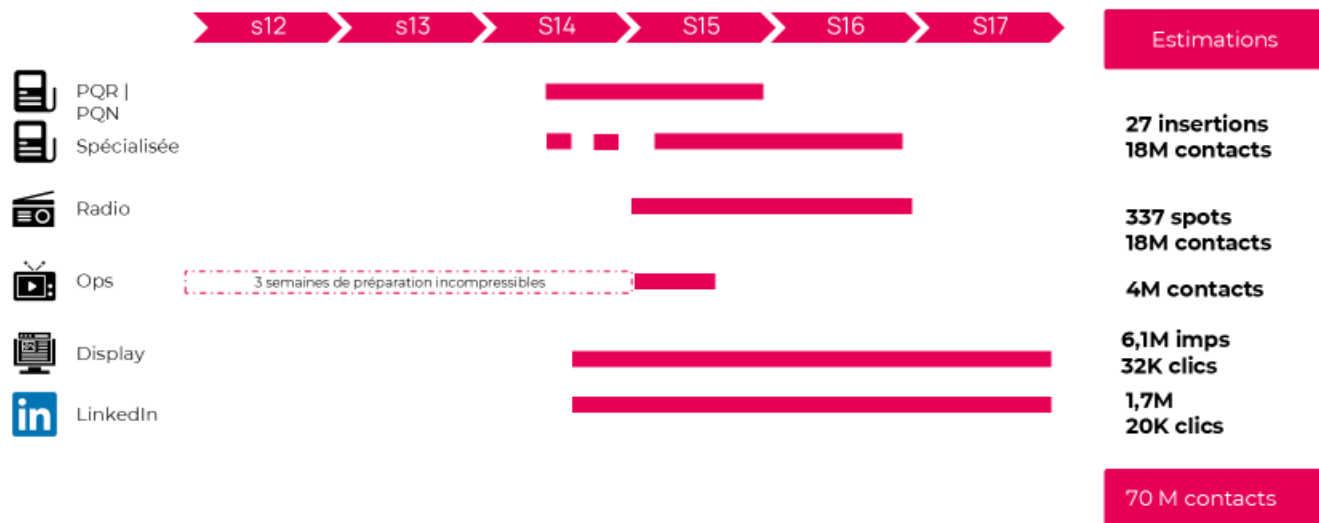 s12 s13 S14 S15 S16 S17
Estimations
PQR |
PQN
Spécialisée
27 insertions
18M contacts
Radio
337 spots
18M contacts
Ops
3 semaines de préparation incompressibles
4M contacts
Display
6,1M imps
32K clics
in
LinkedIn
1,7M
20K clics
70 M contacts